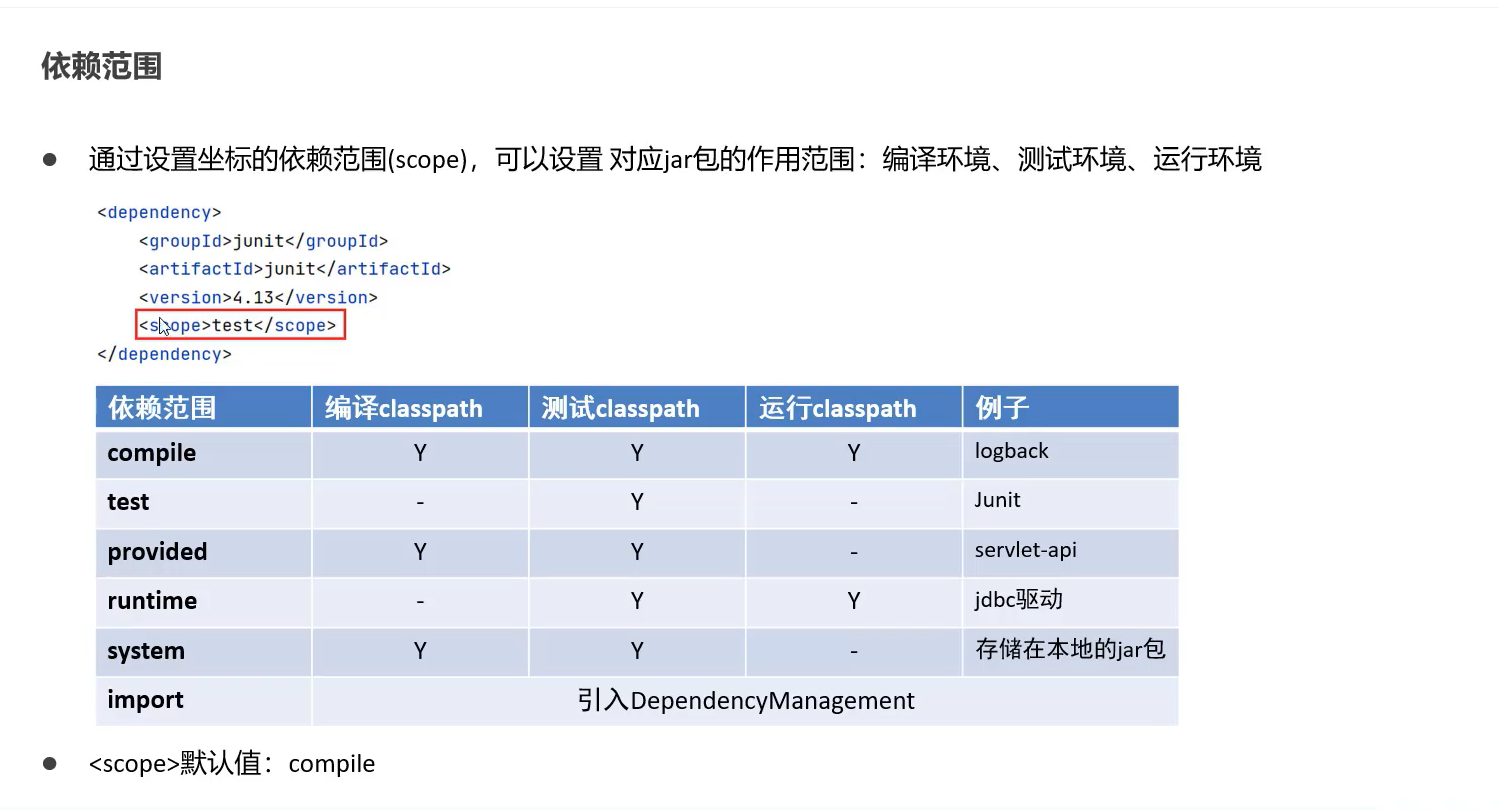 依赖范围
● 通过设置坐标的依赖范围(scope)，可以设置 对应jar包的作用范围：编译环境、测试环境、运行环境
<dependency>
<groupId>junit</groupId>
<artifactId>junit</artifactId>
<version>4.13</version>
<scope>test</scope>
</dependency>
依赖范围 编译classpath 测试classpath 运行classpath 例子
compile Y Y Y logback
test - Y - Junit
provided Y Y - servlet-api
runtime - Y Y jdbc驱动
system Y Y - 存储在本地的jar包
import 引入DependencyManagement
● <scope>默认值：compile